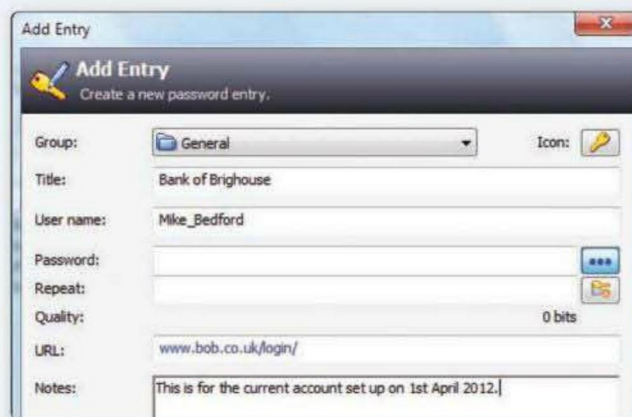 Add Entry
Add Entry
Create a new password entry.
Group: General Icon:
Title: Bank of Brighouse
User name: Mike_Bedford
Password:
Repeat:
Quality: 0 bits
URL: www.bob.co.uk/login/
Notes: This is for the current account set up on 1st April 2012.